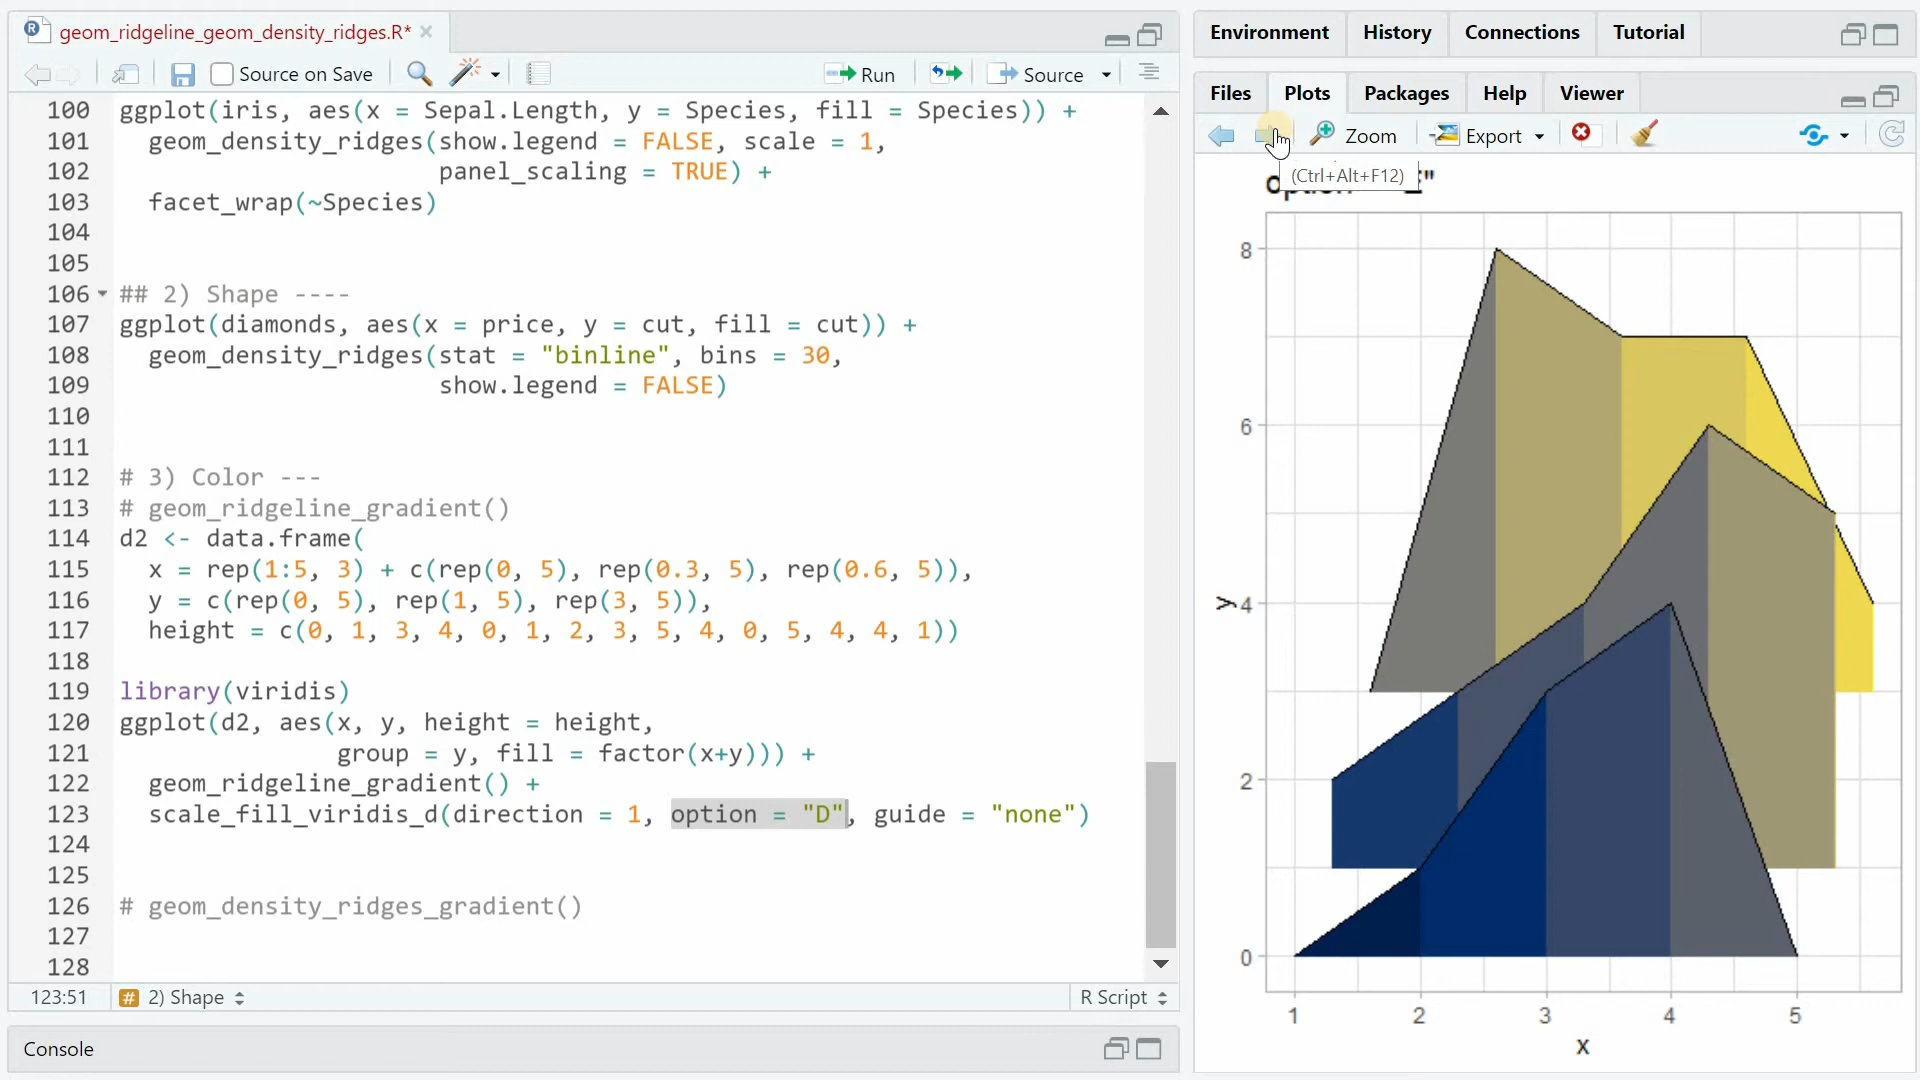 geom_ridgeline_geom_density_ridges.R*
Source on Save
Run
Source
100 ggplot(iris, aes(x = Sepal.Length, y = Species, fill = Species)) +
101 geom_density_ridges(show.legend = FALSE, scale = 1,
102 panel_scaling = TRUE) +
103 facet_wrap(~Species)
104
105
106 ## 2) Shape ----
107 ggplot(diamonds, aes(x = price, y = cut, fill = cut)) +
108 geom_density_ridges(stat = "binline", bins = 30,
109 show.legend = FALSE)
110
111
112 # 3) Color ---
113 # geom_ridgeline_gradient()
114 d2 <- data.frame(
115 x = rep(1:5, 3) + c(rep(0, 5), rep(0.3, 5), rep(0.6, 5)),
116 y = c(rep(0, 5), rep(1, 5), rep(3, 5)),
117 height = c(0, 1, 3, 4, 0, 1, 2, 3, 5, 4, 0, 5, 4, 4, 1))
118
119 library(viridis)
120 ggplot(d2, aes(x, y, height = height,
121 group = y, fill = factor(x+y))) +
122 geom_ridgeline_gradient() +
123 scale_fill_viridis_d(direction = 1, option = "D", guide = "none")
124
125
126 # geom_density_ridges_gradient()
127
128
123:51
# 2) Shape
R Script
Console
Environment
History
Connections
Tutorial
Files
Plots
Packages
Help
Viewer
Zoom
Export
(Ctrl+Alt+F12)
8
6
4
2
0
y
1
2
3
4
5
x